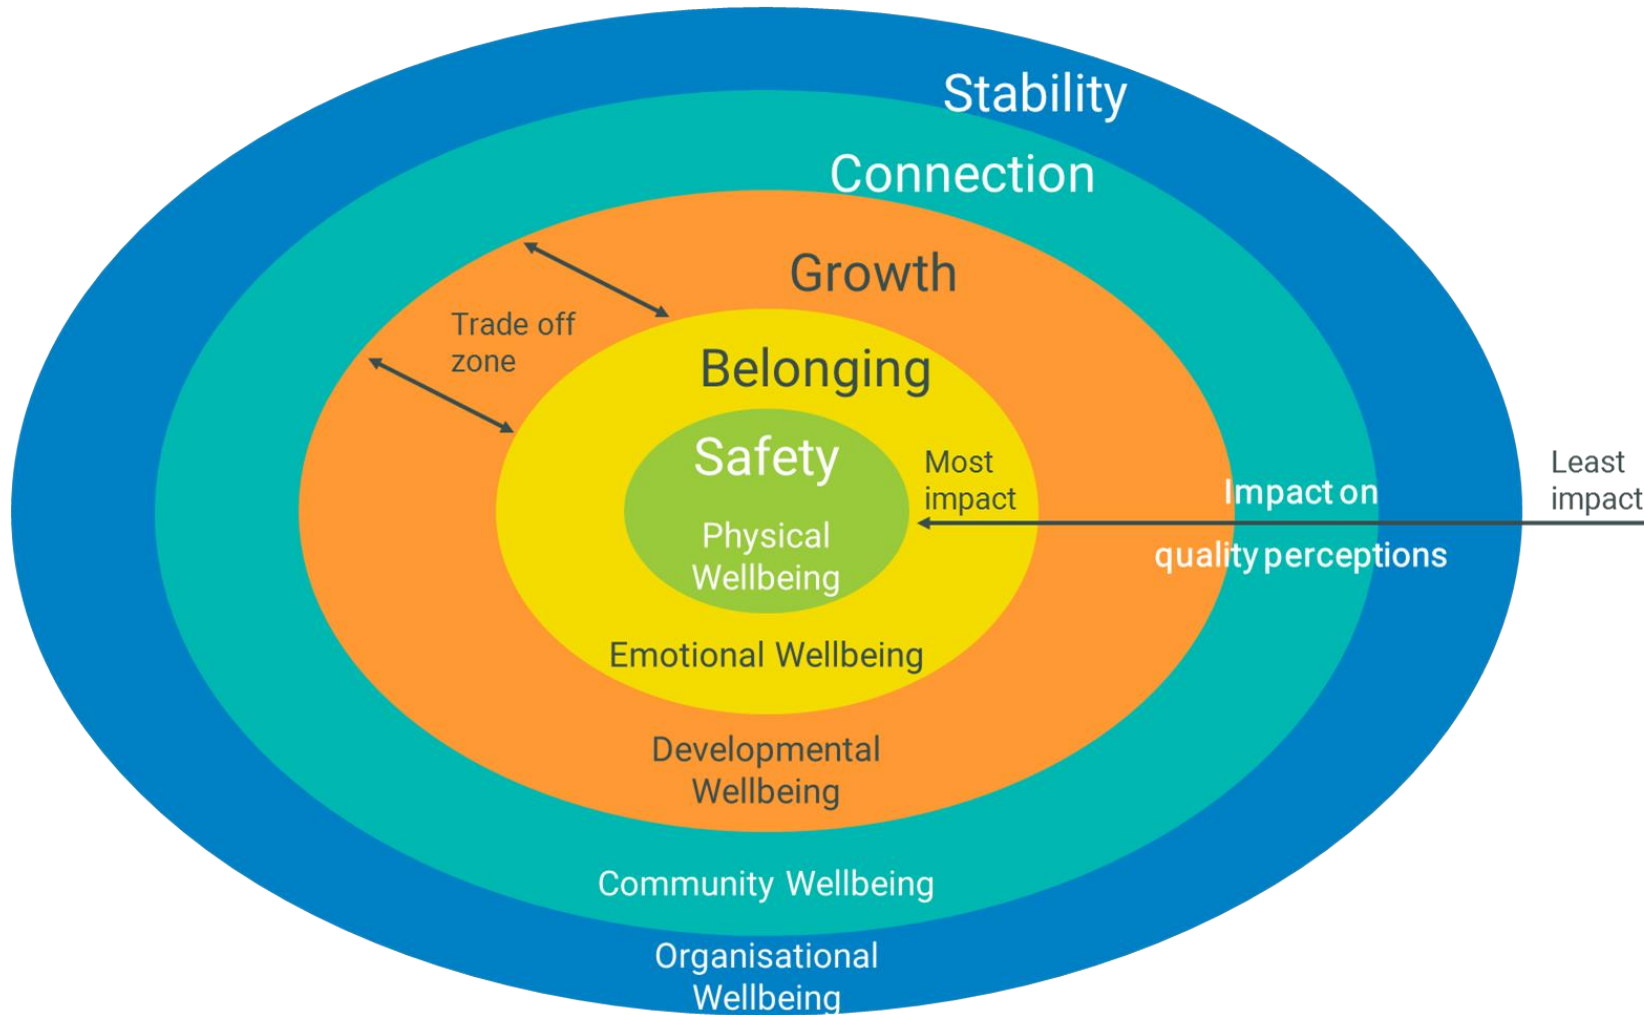 Stability
Connection
Growth
Trade off
zone
Belonging
Safety
Most
impact
Impact on
quality perceptions
Least
impact
Physical
Wellbeing
Emotional Wellbeing
Developmental
Wellbeing
Community Wellbeing
Organisational
Wellbeing